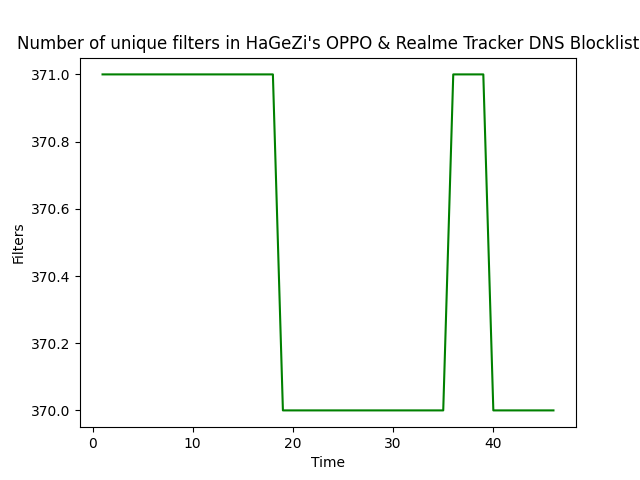 Number of unique filters in HaGeZi's OPPO & Realme Tracker DNS Blocklist
371.0
370.8
370.6
370.4
370.2
370.0
Filters
0 10 20 30 40
Time